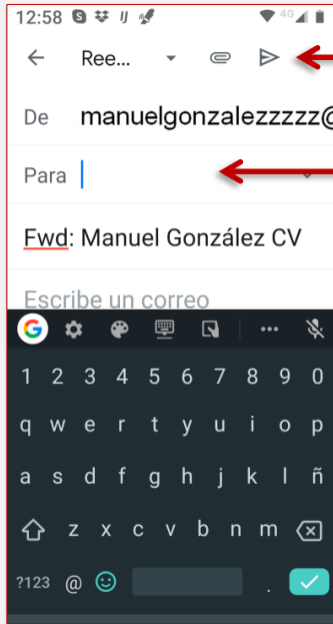 12:58 4G
Ree...
De manuelgonzalezzzzz@
Para
Fwd: Manuel González CV
Escribe un correo
G
1 2 3 4 5 6 7 8 9 0
q w e r t y u i o p
a s d f g h j k l ñ
z x c v b n m
?123 @ .